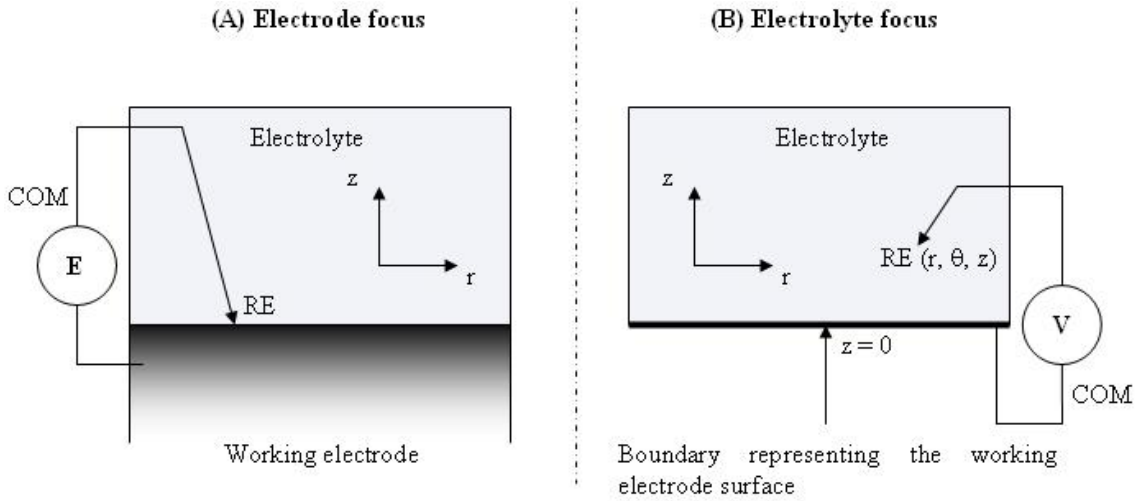 (A) Electrode focus
Electrolyte
z
r
COM
E
RE
Working electrode
(B) Electrolyte focus
Electrolyte
z
r
RE (r, θ, z)
V
z = 0
COM
Boundary representing the working
electrode surface